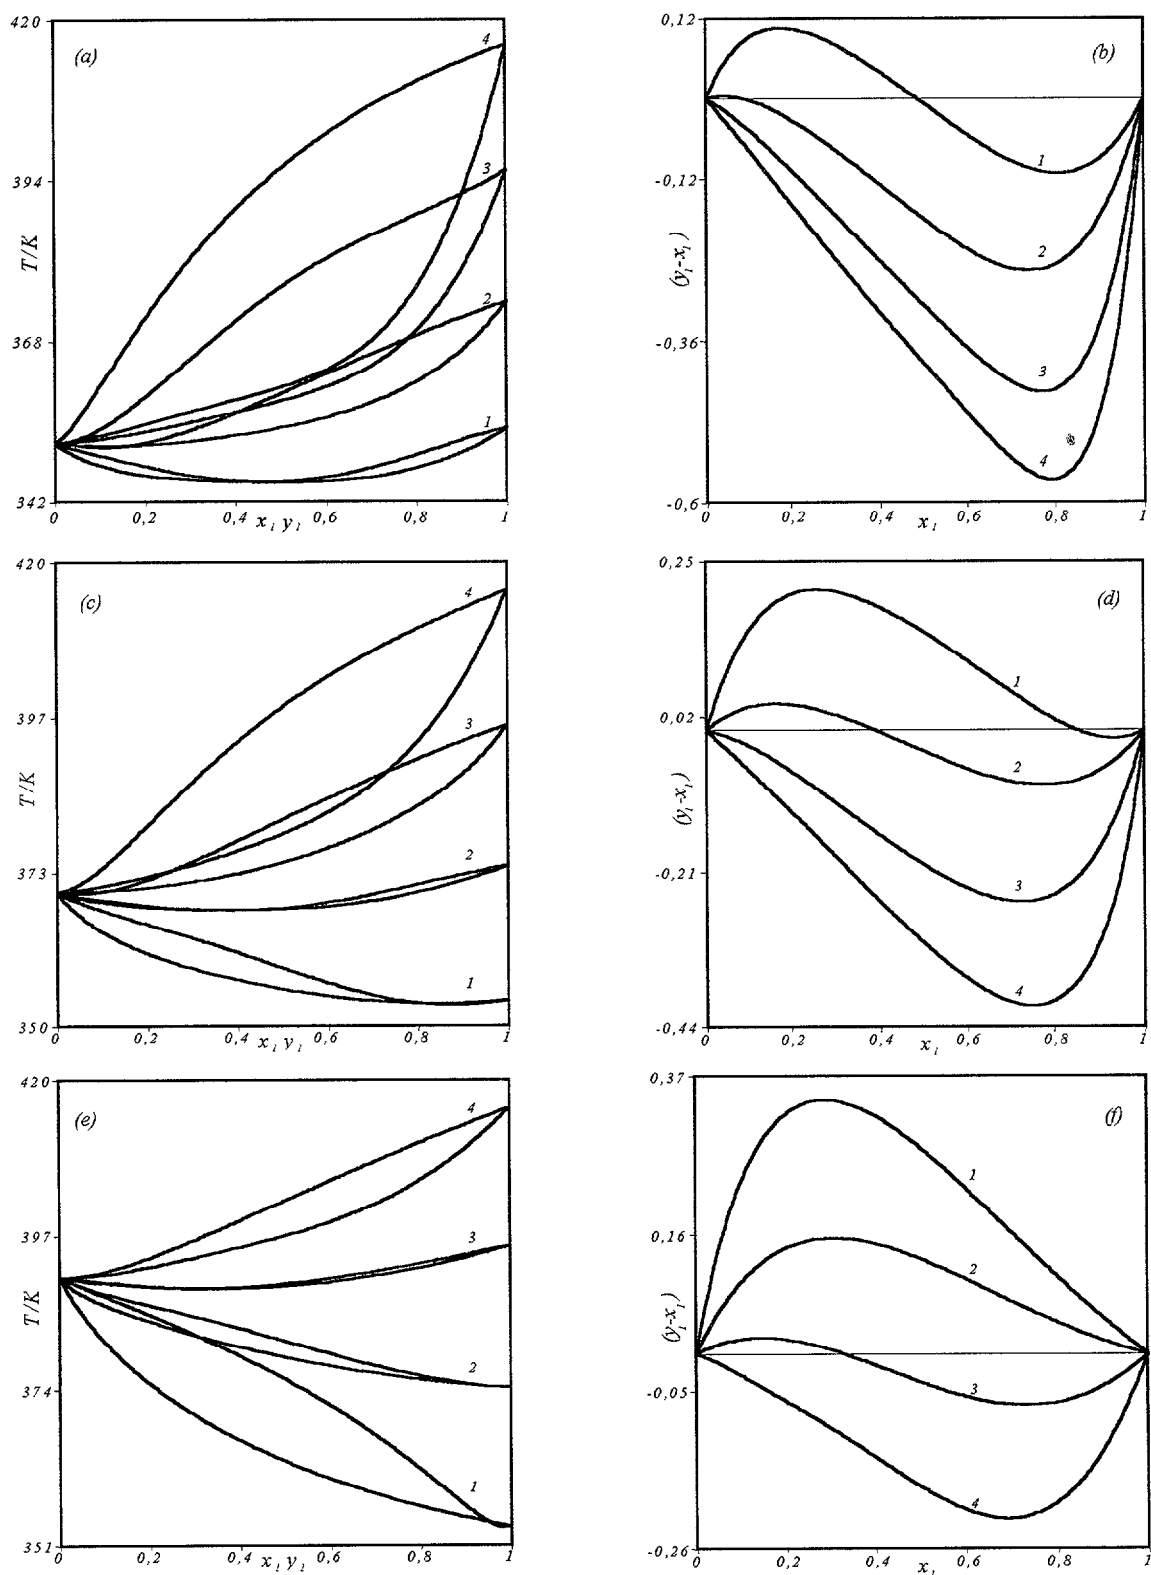 420
(a)
4
394
3
T/K
2
368
1
342
0 0,2 0,4 x₁ y₁ 0,6 0,8 1
0,12
(b)
1
-0,12
(y₁-x₁)
2
-0,36
3
4
-0,6
0 0,2 0,4 x₁ 0,6 0,8 1
420
(c)
4
397
3
T/K
373
2
1
350
0 0,2 0,4 x₁ y₁ 0,6 0,8 1
0,25
(d)
1
0,02
2
(y₁-x₁)
-0,21
3
4
-0,44
0 0,2 0,4 x₁ 0,6 0,8 1
420
(e)
4
397
3
T/K
2
374
1
351
0 0,2 0,4 x₁ y₁ 0,6 0,8 1
0,37
(f)
1
0,16
2
(y₁-x₁)
3
-0,05
4
-0,26
0 0,2 0,4 x₁ 0,6 0,8 1